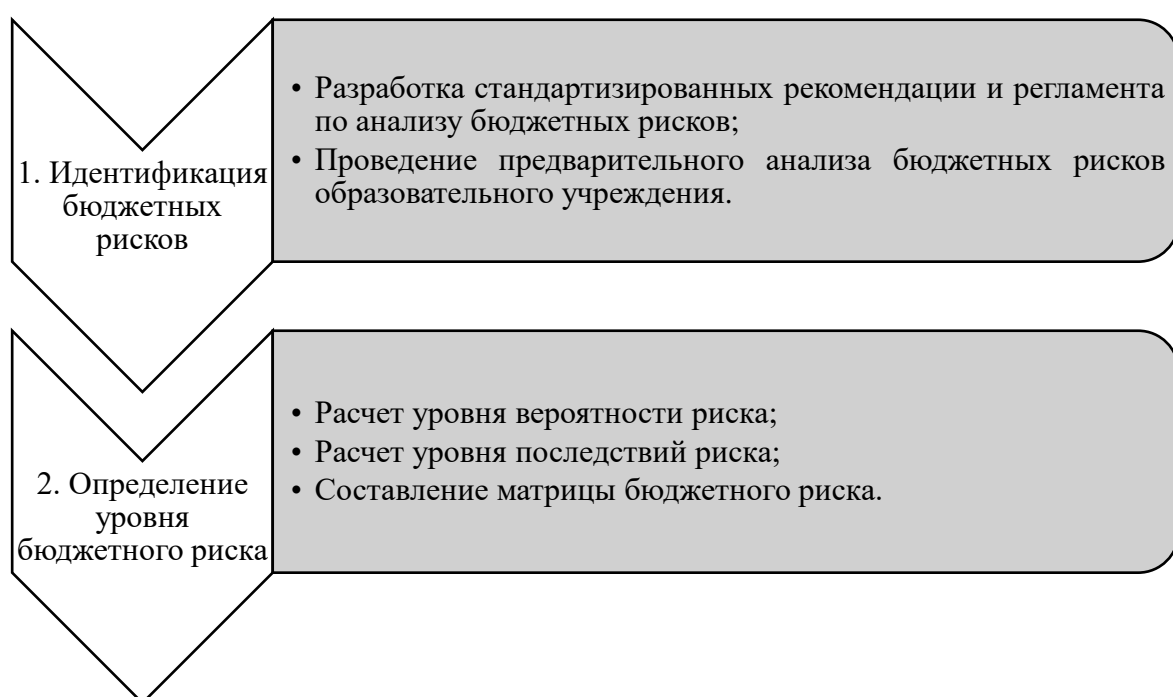 1. Идентификация
бюджетных
рисков
• Разработка стандартизированных рекомендации и регламента
по анализу бюджетных рисков;
• Проведение предварительного анализа бюджетных рисков
образовательного учреждения.
2. Определение
уровня
бюджетного риска
• Расчет уровня вероятности риска;
• Расчет уровня последствий риска;
• Составление матрицы бюджетного риска.